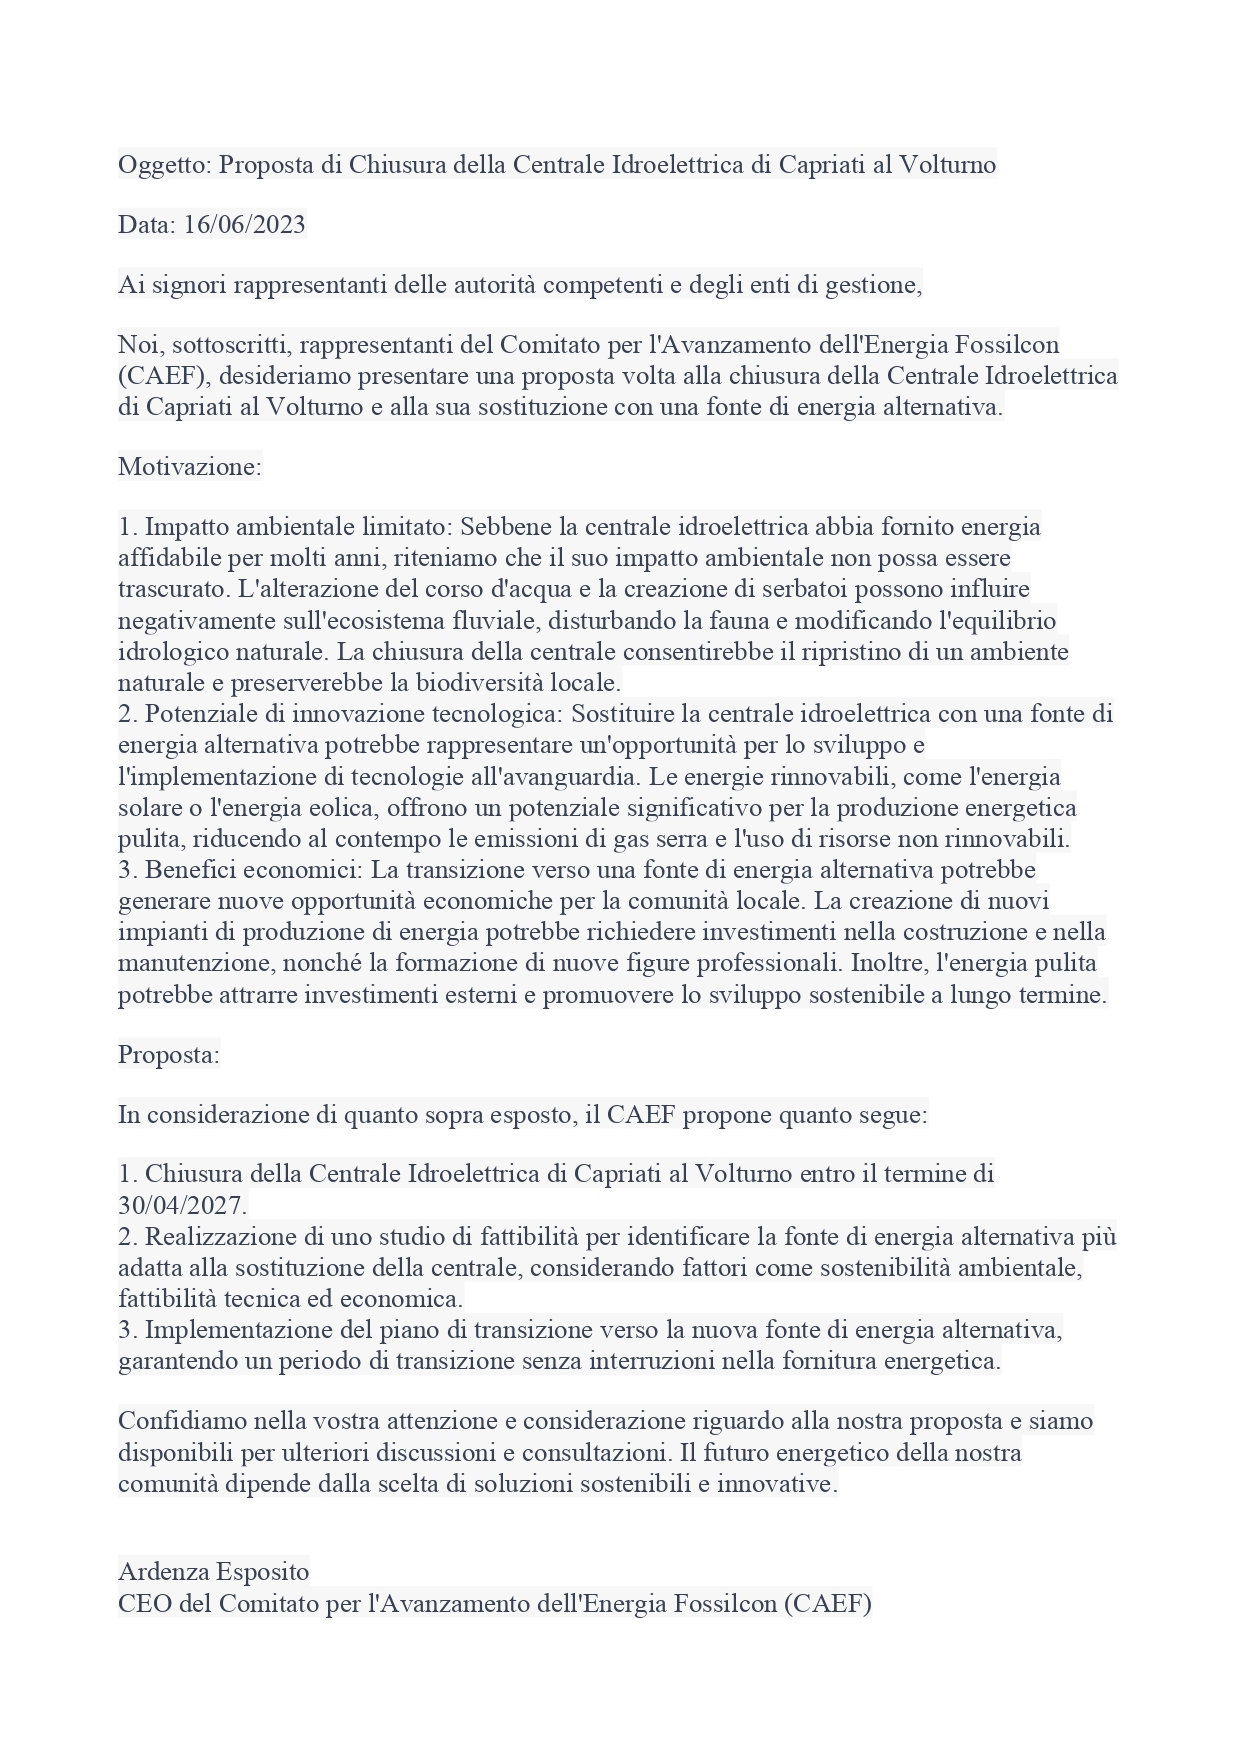 Oggetto: Proposta di Chiusura della Centrale Idroelettrica di Capriati al Volturno
Data: 16/06/2023
Ai signori rappresentanti delle autorità competenti e degli enti di gestione,
Noi, sottoscritti, rappresentanti del Comitato per l'Avanzamento dell'Energia Fossilcon
(CAEF), desideriamo presentare una proposta volta alla chiusura della Centrale Idroelettrica
di Capriati al Volturno e alla sua sostituzione con una fonte di energia alternativa.
Motivazione:
1. Impatto ambientale limitato: Sebbene la centrale idroelettrica abbia fornito energia
affidabile per molti anni, riteniamo che il suo impatto ambientale non possa essere
trascurato. L'alterazione del corso d'acqua e la creazione di serbatoi possono influire
negativamente sull'ecosistema fluviale, disturbando la fauna e modificando l'equilibrio
idrologico naturale. La chiusura della centrale consentirebbe il ripristino di un ambiente
naturale e preserverebbe la biodiversità locale.
2. Potenziale di innovazione tecnologica: Sostituire la centrale idroelettrica con una fonte di
energia alternativa potrebbe rappresentare un'opportunità per lo sviluppo e
l'implementazione di tecnologie all'avanguardia. Le energie rinnovabili, come l'energia
solare o l'energia eolica, offrono un potenziale significativo per la produzione energetica
pulita, riducendo al contempo le emissioni di gas serra e l'uso di risorse non rinnovabili.
3. Benefici economici: La transizione verso una fonte di energia alternativa potrebbe
generare nuove opportunità economiche per la comunità locale. La creazione di nuovi
impianti di produzione di energia potrebbe richiedere investimenti nella costruzione e nella
manutenzione, nonché la formazione di nuove figure professionali. Inoltre, l'energia pulita
potrebbe attrarre investimenti esterni e promuovere lo sviluppo sostenibile a lungo termine.
Proposta:
In considerazione di quanto sopra esposto, il CAEF propone quanto segue:
1. Chiusura della Centrale Idroelettrica di Capriati al Volturno entro il termine di
30/04/2027.
2. Realizzazione di uno studio di fattibilità per identificare la fonte di energia alternativa più
adatta alla sostituzione della centrale, considerando fattori come sostenibilità ambientale,
fattibilità tecnica ed economica.
3. Implementazione del piano di transizione verso la nuova fonte di energia alternativa,
garantendo un periodo di transizione senza interruzioni nella fornitura energetica.
Confidiamo nella vostra attenzione e considerazione riguardo alla nostra proposta e siamo
disponibili per ulteriori discussioni e consultazioni. Il futuro energetico della nostra
comunità dipende dalla scelta di soluzioni sostenibili e innovative.
Ardenza Esposito
CEO del Comitato per l'Avanzamento dell'Energia Fossilcon (CAEF)